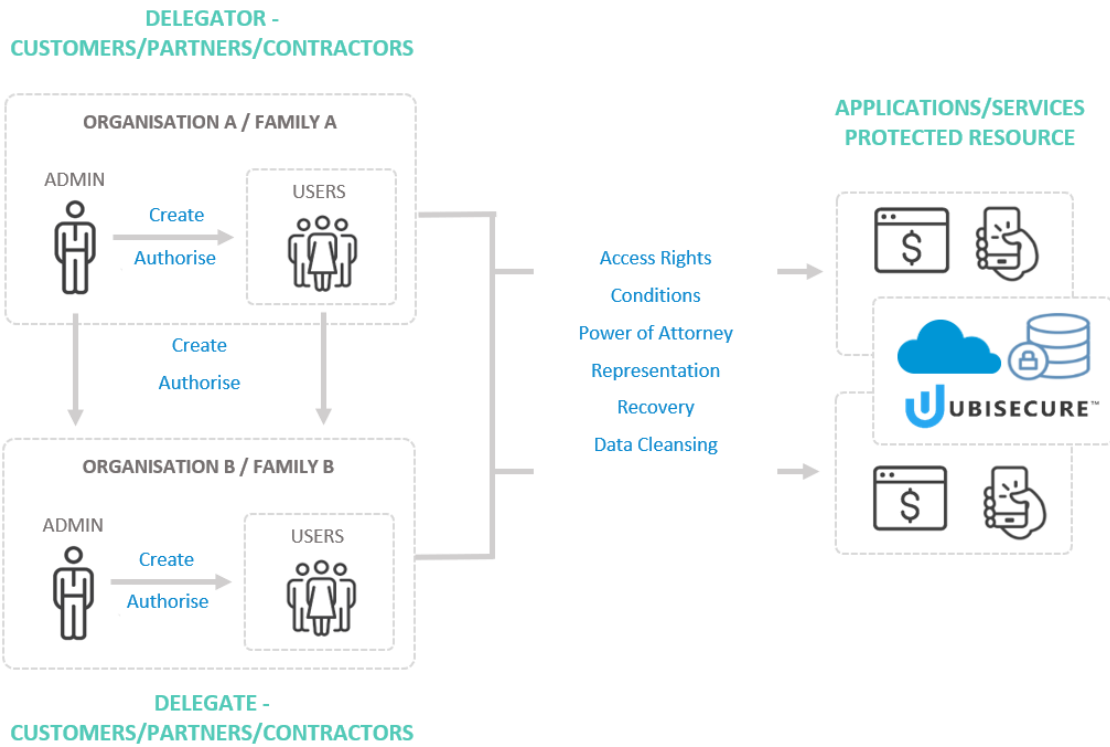 DELEGATOR -
CUSTOMERS/PARTNERS/CONTRACTORS
ORGANISATION A / FAMILY A
ADMIN
USERS
Create
Authorise
Create
Authorise
ORGANISATION B / FAMILY B
ADMIN
USERS
Create
Authorise
DELEGATE -
CUSTOMERS/PARTNERS/CONTRACTORS
Access Rights
Conditions
Power of Attorney
Representation
Recovery
Data Cleansing
APPLICATIONS/SERVICES
PROTECTED RESOURCE
$
UBISECURE™
$